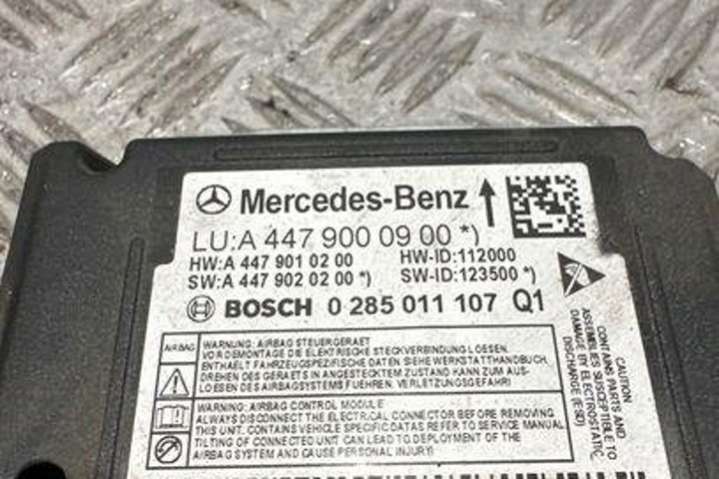 Mercedes-Benz
LU:A 447 900 09 00 *)
HW:A 447 901 02 00 HW-ID:112000
SW:A 447 902 02 00 *) SW-ID:123500 *)
BOSCH 0 285 011 107 Q1
AIRBAG
WARNUNG: AIRBAG STEUERGERAET
VOR DEMONTAGE DIE ELEKTRISCHE STECKVERBINDUNG LOESEN.
ENTHAELT FAHRZEUGSPEZIFISCHE DATEN SIEHE WERKSTATTHANDBUCH,
DREHEN DES GERAETS IN ANGESTECKTEM ZUSTAND KANN ZUM AUS-
LOESEN DES AIRBAGSYSTEMS FUEHREN. VERLETZUNGSGEFAHR!
WARNING: AIRBAG CONTROL MODULE
ALWAYS DISCONNECT THE ELECTRICAL CONNECTOR BEFORE REMOVING
THIS UNIT. CONTAINS VEHICLE SPECIFIC DATAS REFER TO SERVICE MANUAL
TILTING OF CONNECTED UNIT CAN LEAD TO DEPLOYMENT OF THE
AIRBAG SYSTEM AND CAUSE PERSONAL INJURY!
CAUTION
CONTAINS PARTS AND
ASSEMBLIES SUSCEPTIBLE TO
DAMAGE BY ELECTROSTATIC
DISCHARGE (ESD)